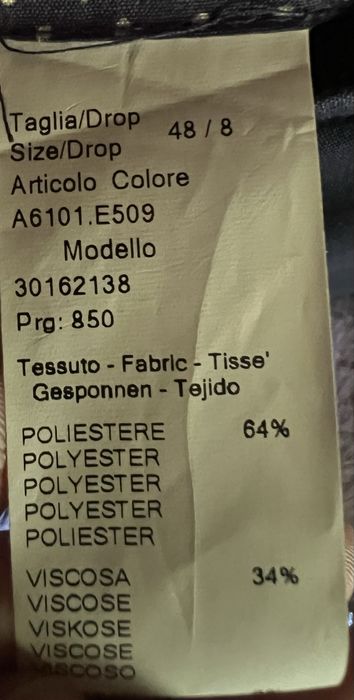 Taglia/Drop 48 / 8
Size/Drop
Articolo Colore
A6101.E509
Modello
30162138
Prg: 850
Tessuto - Fabric - Tisse'
Gesponnen - Tejido
POLIESTERE 64%
POLYESTER
POLYESTER
POLYESTER
POLIESTER
VISCOSA 34%
VISCOSE
VISKOSE
VISCOSE
VISCOSO